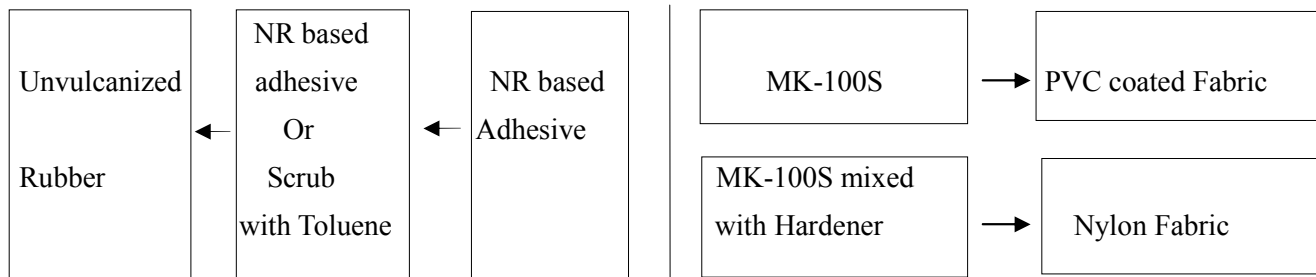 Unvulcanized
Rubber
NR based
adhesive
Or
Scrub
with Toluene
NR based
Adhesive
MK-100S
PVC coated Fabric
MK-100S mixed
with Hardener
Nylon Fabric